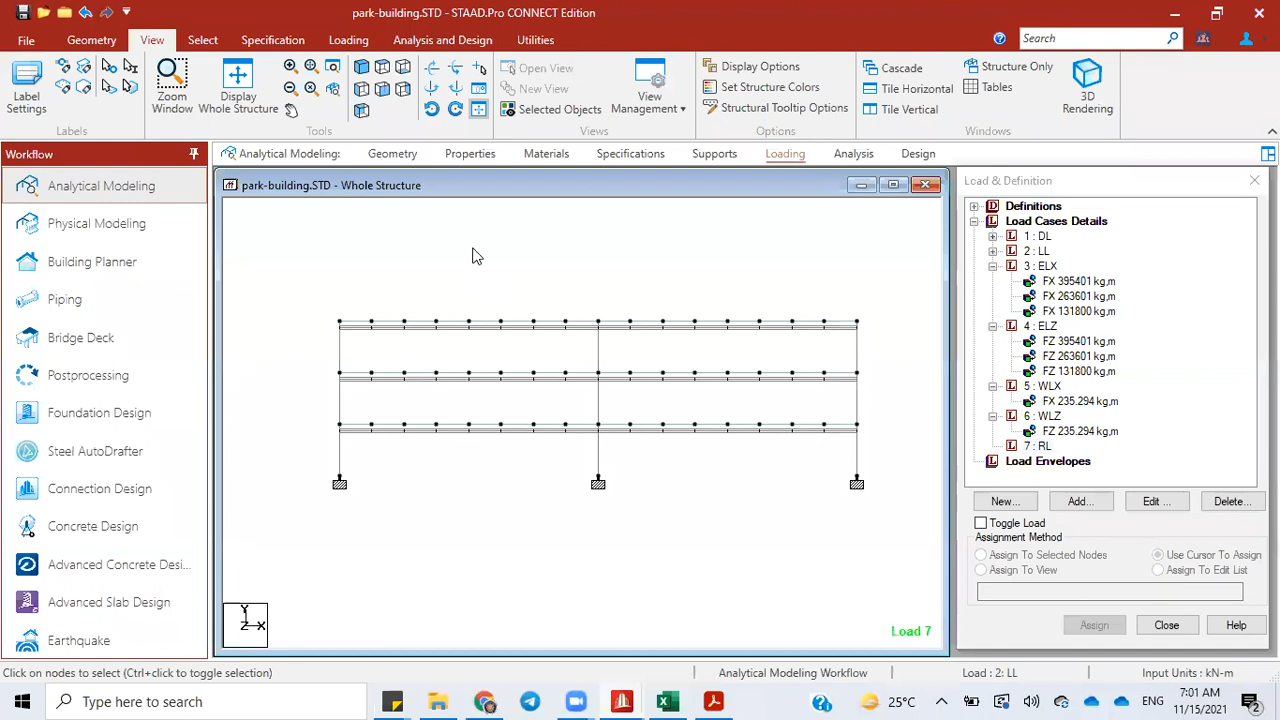 park-building.STD - STAAD.Pro CONNECT Edition
File Geometry View Select Specification Loading Analysis and Design Utilities Search
Label Settings
Labels
Zoom Window
Display Whole Structure
Tools
Open View
New View
Selected Objects
View Management
Views
Display Options
Set Structure Colors
Structural Tooltip Options
Options
Cascade
Tile Horizontal
Tile Vertical
Structure Only
Tables
Windows
3D Rendering
Workflow
Analytical Modeling: Geometry Properties Materials Specifications Supports Loading Analysis Design
Analytical Modeling
Physical Modeling
Building Planner
Piping
Bridge Deck
Postprocessing
Foundation Design
Steel AutoDrafter
Connection Design
Concrete Design
Advanced Concrete Desi...
Advanced Slab Design
Earthquake
park-building.STD - Whole Structure
Y
Z X
Load 7
Load & Definition
D Definitions
L Load Cases Details
L 1 : DL
L 2 : LL
L 3 : ELX
FX 395401 kg,m
FX 263601 kg,m
FX 131800 kg,m
L 4 : ELZ
FZ 395401 kg,m
FZ 263601 kg,m
FZ 131800 kg,m
L 5 : WLX
FX 235.294 kg,m
L 6 : WLZ
FZ 235.294 kg,m
L 7 : RL
L Load Envelopes
New... Add... Edit ... Delete...
Toggle Load
Assignment Method
Assign To Selected Nodes Use Cursor To Assign
Assign To View Assign To Edit List
Assign Close Help
Click on nodes to select (Ctrl+click to toggle selection) Analytical Modeling Workflow Load : 2: LL Input Units : kN-m
Type here to search
25°C
ENG
7:01 AM
11/15/2021
2